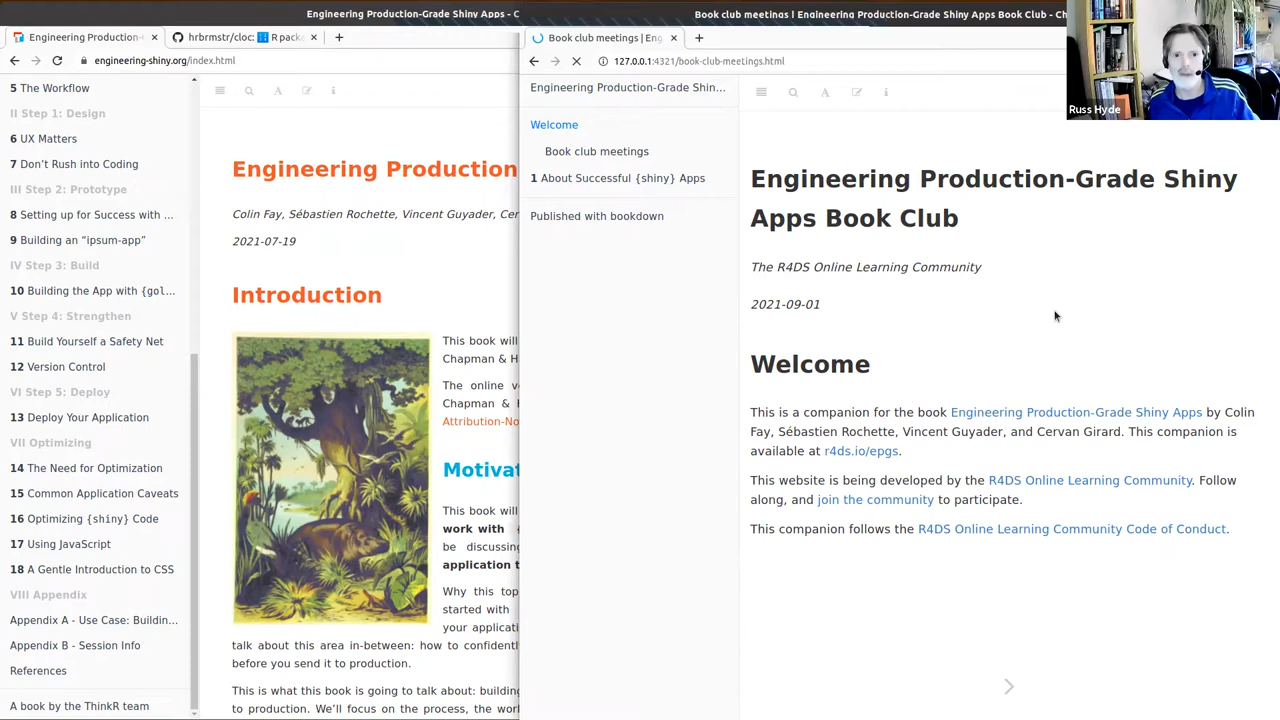 Engineering Production-Grade Shiny Apps - C
Engineering Production-
hrbrmstr/cloc: R packa
engineering-shiny.org/index.html
5 The Workflow
II Step 1: Design
6 UX Matters
7 Don't Rush into Coding
III Step 2: Prototype
8 Setting up for Success with ...
9 Building an "ipsum-app"
IV Step 3: Build
10 Building the App with {gol...
V Step 4: Strengthen
11 Build Yourself a Safety Net
12 Version Control
VI Step 5: Deploy
13 Deploy Your Application
VII Optimizing
14 The Need for Optimization
15 Common Application Caveats
16 Optimizing {shiny} Code
17 Using JavaScript
18 A Gentle Introduction to CSS
VIII Appendix
Appendix A - Use Case: Buildin...
Appendix B - Session Info
References
A book by the ThinkR team
Engineering Production
Colin Fay, Sébastien Rochette, Vincent Guyader, Cer
2021-07-19
Introduction
This book will
Chapman & H
The online v
Chapman & H
Attribution-No
Motivat
This book will
work with
be discussing
application t
Why this top
started with
your applicati
talk about this area in-between: how to confidentl
before you send it to production.
This is what this book is going to talk about: building
to production. We'll focus on the process, the work
Book club meetings | Engineering Production-Grade Shiny Apps Book Club - Ch
Book club meetings | Eng
127.0.0.1:4321/book-club-meetings.html
Engineering Production-Grade Shin...
Welcome
Book club meetings
1 About Successful {shiny} Apps
Published with bookdown
Engineering Production-Grade Shiny
Apps Book Club
The R4DS Online Learning Community
2021-09-01
Welcome
This is a companion for the book Engineering Production-Grade Shiny Apps by Colin
Fay, Sébastien Rochette, Vincent Guyader, and Cervan Girard. This companion is
available at r4ds.io/epgs.
This website is being developed by the R4DS Online Learning Community. Follow
along, and join the community to participate.
This companion follows the R4DS Online Learning Community Code of Conduct.
Russ Hyde